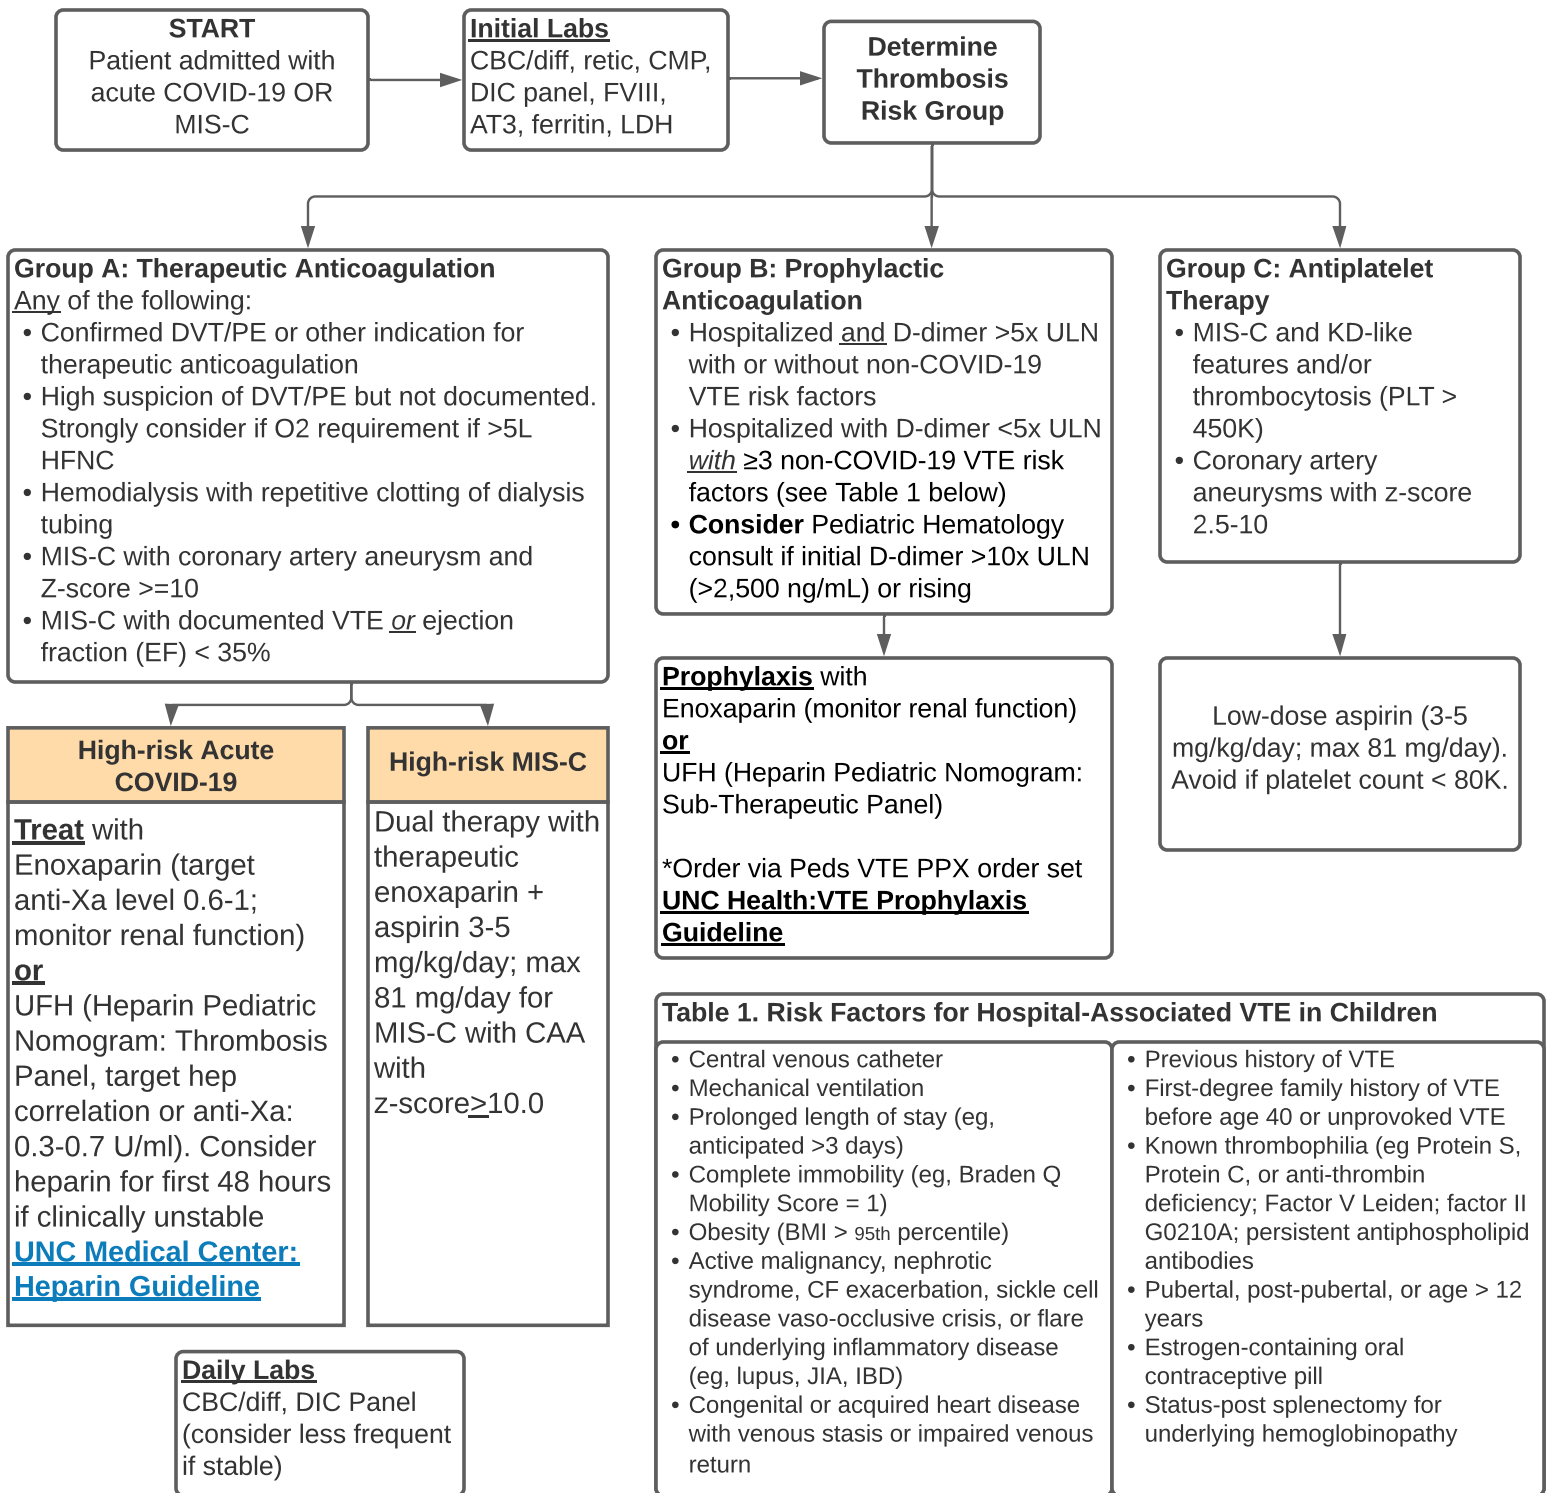 START
Patient admitted with
acute COVID-19 OR
MIS-C
Initial Labs
CBC/diff, retic, CMP,
DIC panel, FVIII,
AT3, ferritin, LDH
Determine
Thrombosis
Risk Group
Group A: Therapeutic Anticoagulation
Any of the following:
• Confirmed DVT/PE or other indication for
therapeutic anticoagulation
• High suspicion of DVT/PE but not documented.
Strongly consider if O2 requirement if >5L
HFNC
• Hemodialysis with repetitive clotting of dialysis
tubing
• MIS-C with coronary artery aneurysm and
Z-score >=10
• MIS-C with documented VTE or ejection
fraction (EF) < 35%
Group B: Prophylactic
Anticoagulation
• Hospitalized and D-dimer >5x ULN
with or without non-COVID-19
VTE risk factors
• Hospitalized with D-dimer <5x ULN
with ≥3 non-COVID-19 VTE risk
factors (see Table 1 below)
• Consider Pediatric Hematology
consult if initial D-dimer >10x ULN
(>2,500 ng/mL) or rising
Group C: Antiplatelet
Therapy
• MIS-C and KD-like
features and/or
thrombocytosis (PLT >
450K)
• Coronary artery
aneurysms with z-score
2.5-10
High-risk Acute
COVID-19
Treat with
Enoxaparin (target
anti-Xa level 0.6-1;
monitor renal function)
or
UFH (Heparin Pediatric
Nomogram: Thrombosis
Panel, target hep
correlation or anti-Xa:
0.3-0.7 U/ml). Consider
heparin for first 48 hours
if clinically unstable
UNC Medical Center:
Heparin Guideline
High-risk MIS-C
Dual therapy with
therapeutic
enoxaparin +
aspirin 3-5
mg/kg/day; max
81 mg/day for
MIS-C with CAA
with
z-score≥10.0
Prophylaxis with
Enoxaparin (monitor renal function)
or
UFH (Heparin Pediatric Nomogram:
Sub-Therapeutic Panel)
*Order via Peds VTE PPX order set
UNC Health:VTE Prophylaxis
Guideline
Low-dose aspirin (3-5
mg/kg/day; max 81 mg/day).
Avoid if platelet count < 80K.
Daily Labs
CBC/diff, DIC Panel
(consider less frequent
if stable)
Table 1. Risk Factors for Hospital-Associated VTE in Children
• Central venous catheter
• Mechanical ventilation
• Prolonged length of stay (eg,
anticipated >3 days)
• Complete immobility (eg, Braden Q
Mobility Score = 1)
• Obesity (BMI > 95th percentile)
• Active malignancy, nephrotic
syndrome, CF exacerbation, sickle cell
disease vaso-occlusive crisis, or flare
of underlying inflammatory disease
(eg, lupus, JIA, IBD)
• Congenital or acquired heart disease
with venous stasis or impaired venous
return
• Previous history of VTE
• First-degree family history of VTE
before age 40 or unprovoked VTE
• Known thrombophilia (eg Protein S,
Protein C, or anti-thrombin
deficiency; Factor V Leiden; factor II
G0210A; persistent antiphospholipid
antibodies
• Pubertal, post-pubertal, or age > 12
years
• Estrogen-containing oral
contraceptive pill
• Status-post splenectomy for
underlying hemoglobinopathy